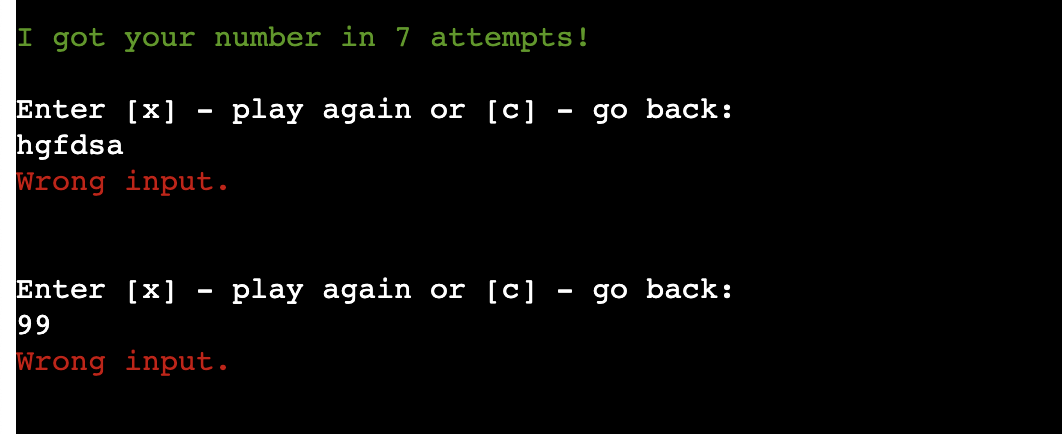 I got your number in 7 attempts!
Enter [x] - play again or [c] - go back:
hgfdsa
Wrong input.
Enter [x] - play again or [c] - go back:
99
Wrong input.